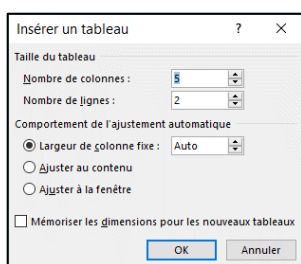 Insérer un tableau ? ×
Taille du tableau
Nombre de colonnes : 5
Nombre de lignes : 2
Comportement de l'ajustement automatique
Largeur de colonne fixe : Auto
Ajuster au contenu
Ajuster à la fenêtre
Mémoriser les dimensions pour les nouveaux tableaux
OK Annuler